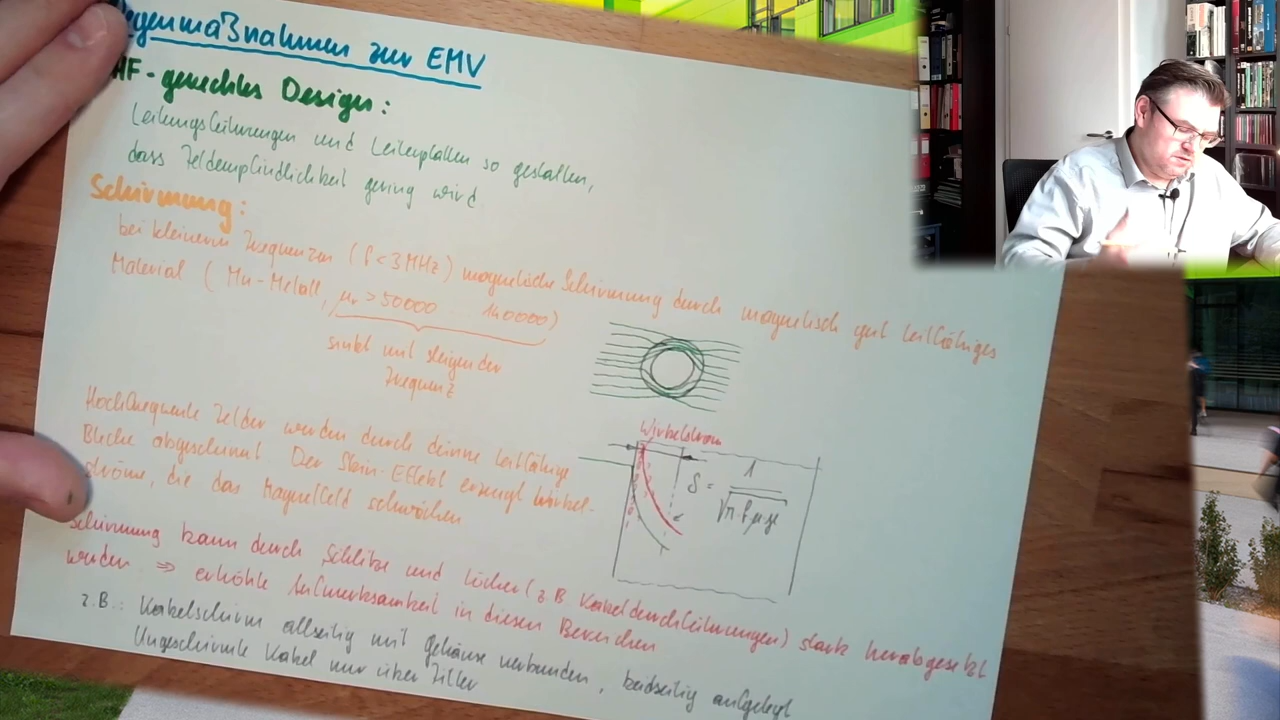 Gegenmaßnahmen zur EMV
HF-gerechtes Design:
Leitungsführungen und Leiterplatten so gestalten,
dass Feldempfindlichkeit gering wird
Schirmung:
bei kleinern Frequenzen (f < 3 MHz) magnetische Schirmung durch magnetisch gut leitfähiges
Material (Mu-Metall, μr > 50000 ... 140000)
sinkt mit steigender
Frequenz
Hochfrequente Felder werden durch dünne leitfähige
Bleche abgeschirmt. Der Skin-Effekt erzeugt Wirbel-
ströme, die das Magnetfeld schwächen
Wirbelstrom
δ = 1/√(π·f·μ·ϰ)
Schirmung kann durch Schlitze und Löcher (z.B. Kabeldurchführungen) stark herabgesetzt
werden ⇒ erhöhte Aufmerksamkeit in diesen Bereichen
z.B.: Kabelschirm allseitig mit Gehäuse verbunden, beidseitig aufgelegt
Ungeschirmte Kabel nur über Filter